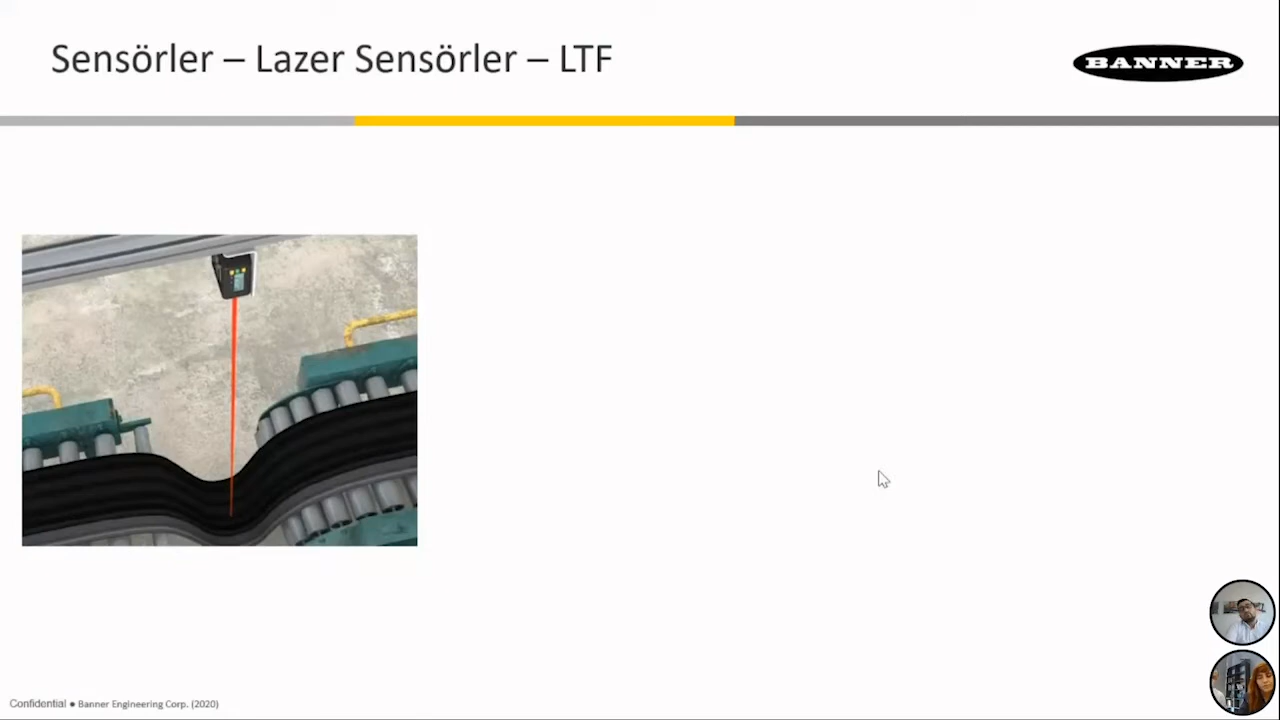 Sensörler – Lazer Sensörler – LTF
BANNER
Confidential ● Banner Engineering Corp. (2020)